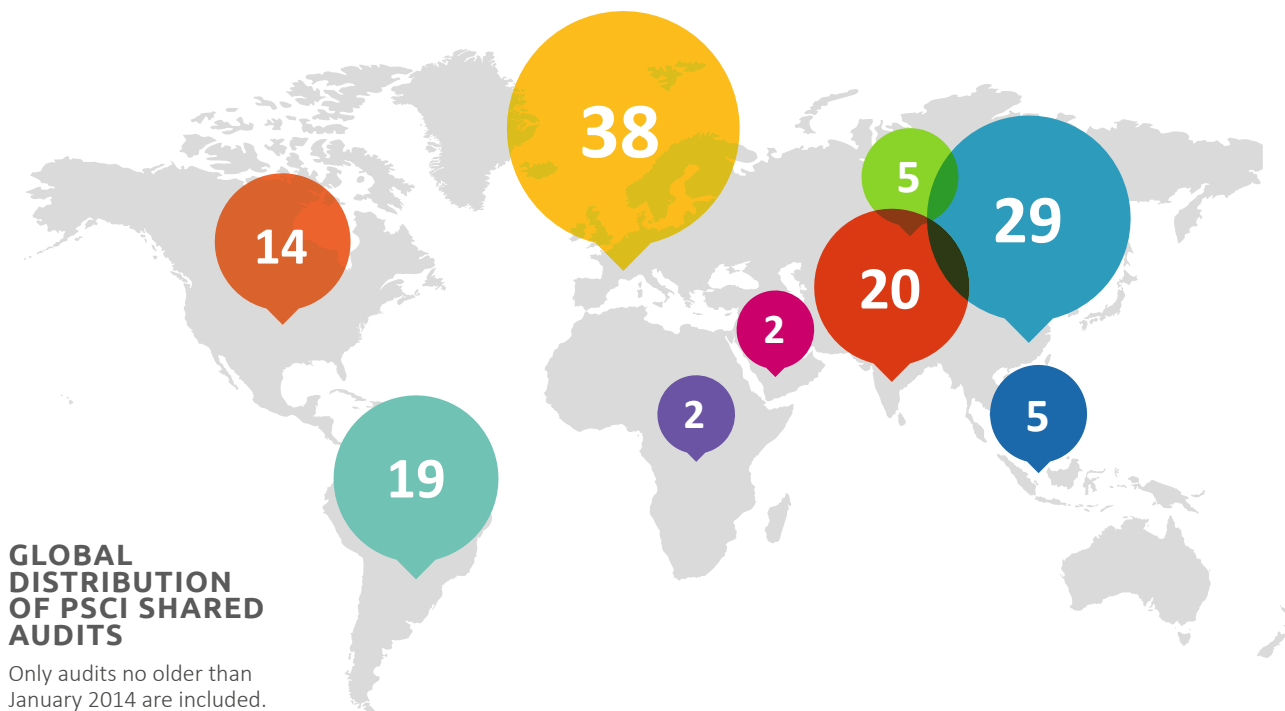 38
5
29
14
20
2
2
5
19
GLOBAL
DISTRIBUTION
OF PSCI SHARED
AUDITS
Only audits no older than
January 2014 are included.